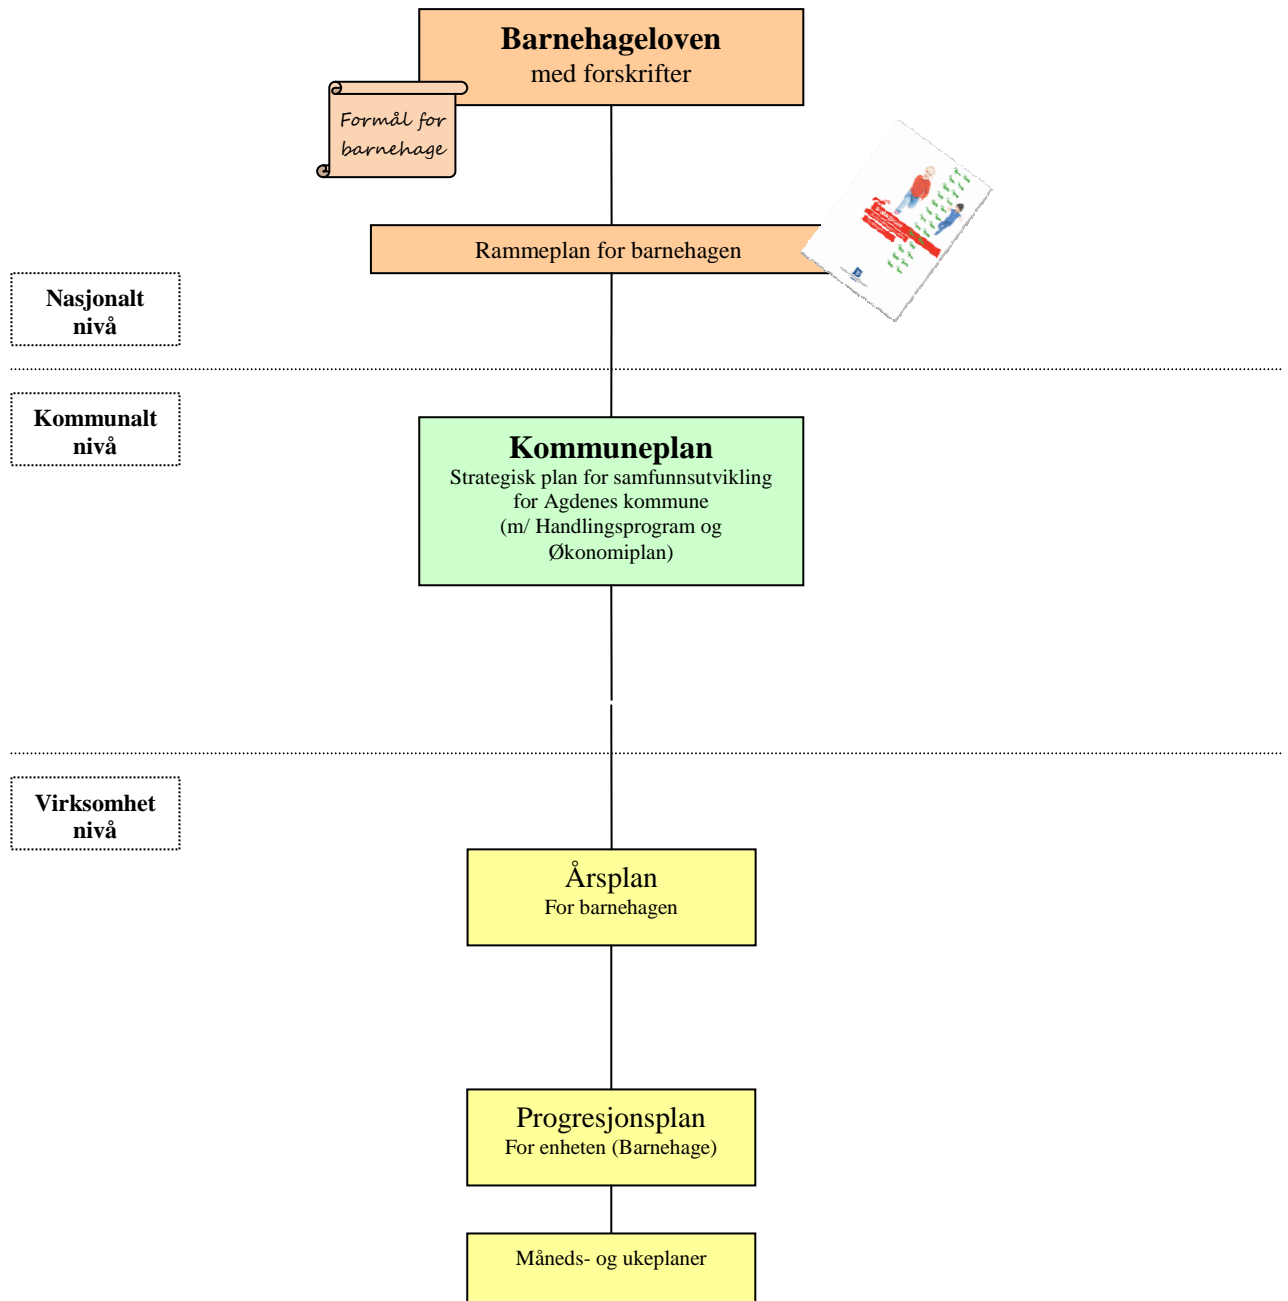 Barnehageloven
med forskrifter
Formål for
barnehage
Rammeplan for barnehagen
Nasjonalt
nivå
Kommunalt
nivå
Kommuneplan
Strategisk plan for samfunnsutvikling
for Agdenes kommune
(m/ Handlingsprogram og
Økonomiplan)
Virksomhet
nivå
Årsplan
For barnehagen
Progresjonsplan
For enheten (Barnehage)
Måneds- og ukeplaner